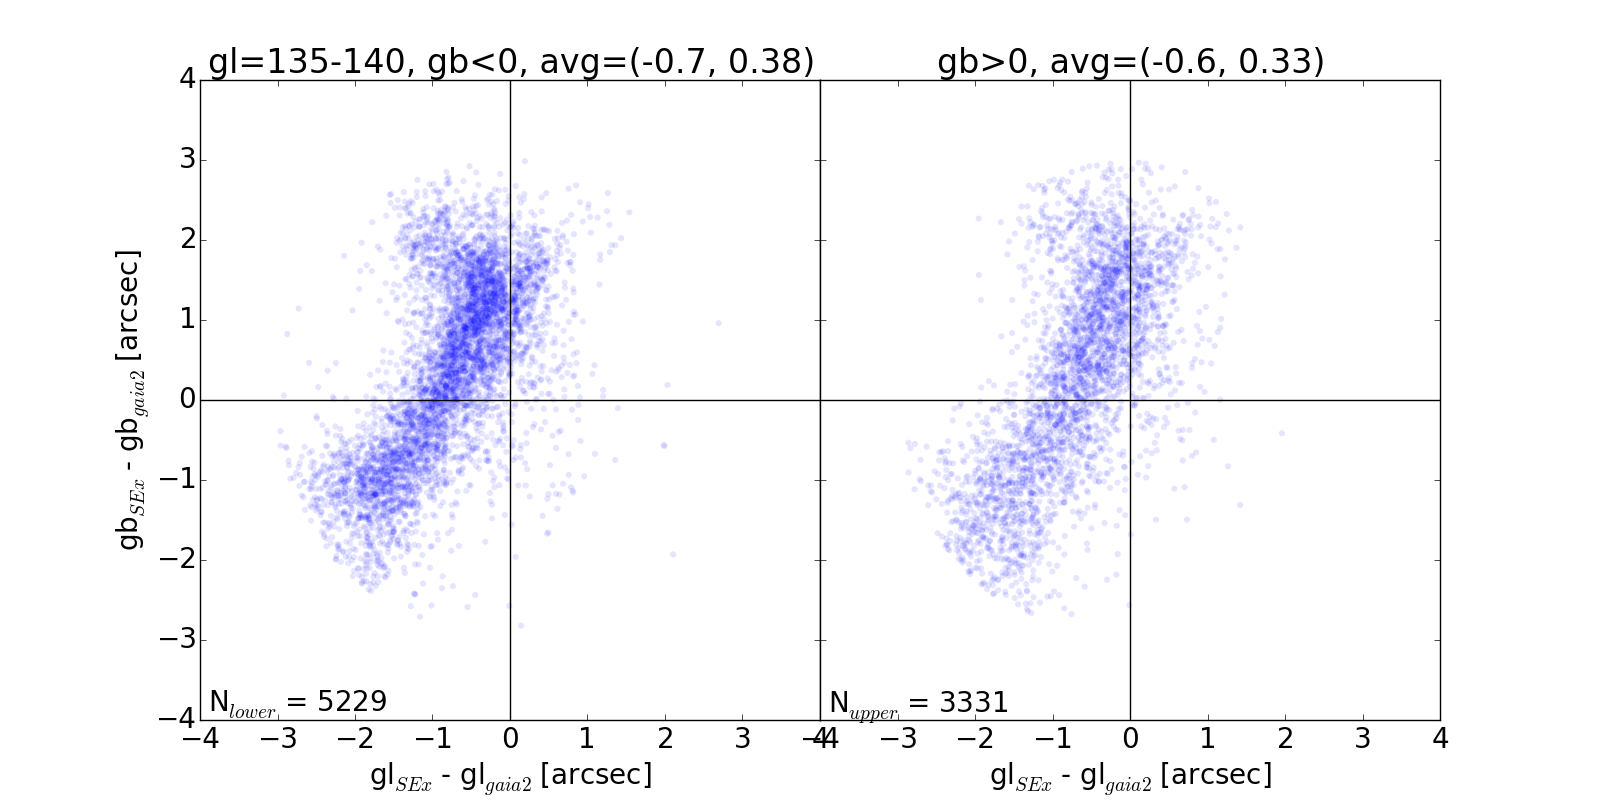 gl=135-140, gb<0, avg=(-0.7, 0.38)
gb>0, avg=(-0.6, 0.33)
gb_SEx - gb_gaia2 [arcsec]
4
3
2
1
0
−1
−2
−3
−4
N_lower = 5229
N_upper = 3331
−4 −3 −2 −1 0 1 2 3 4
−4 −3 −2 −1 0 1 2 3 4
gl_SEx - gl_gaia2 [arcsec]
gl_SEx - gl_gaia2 [arcsec]